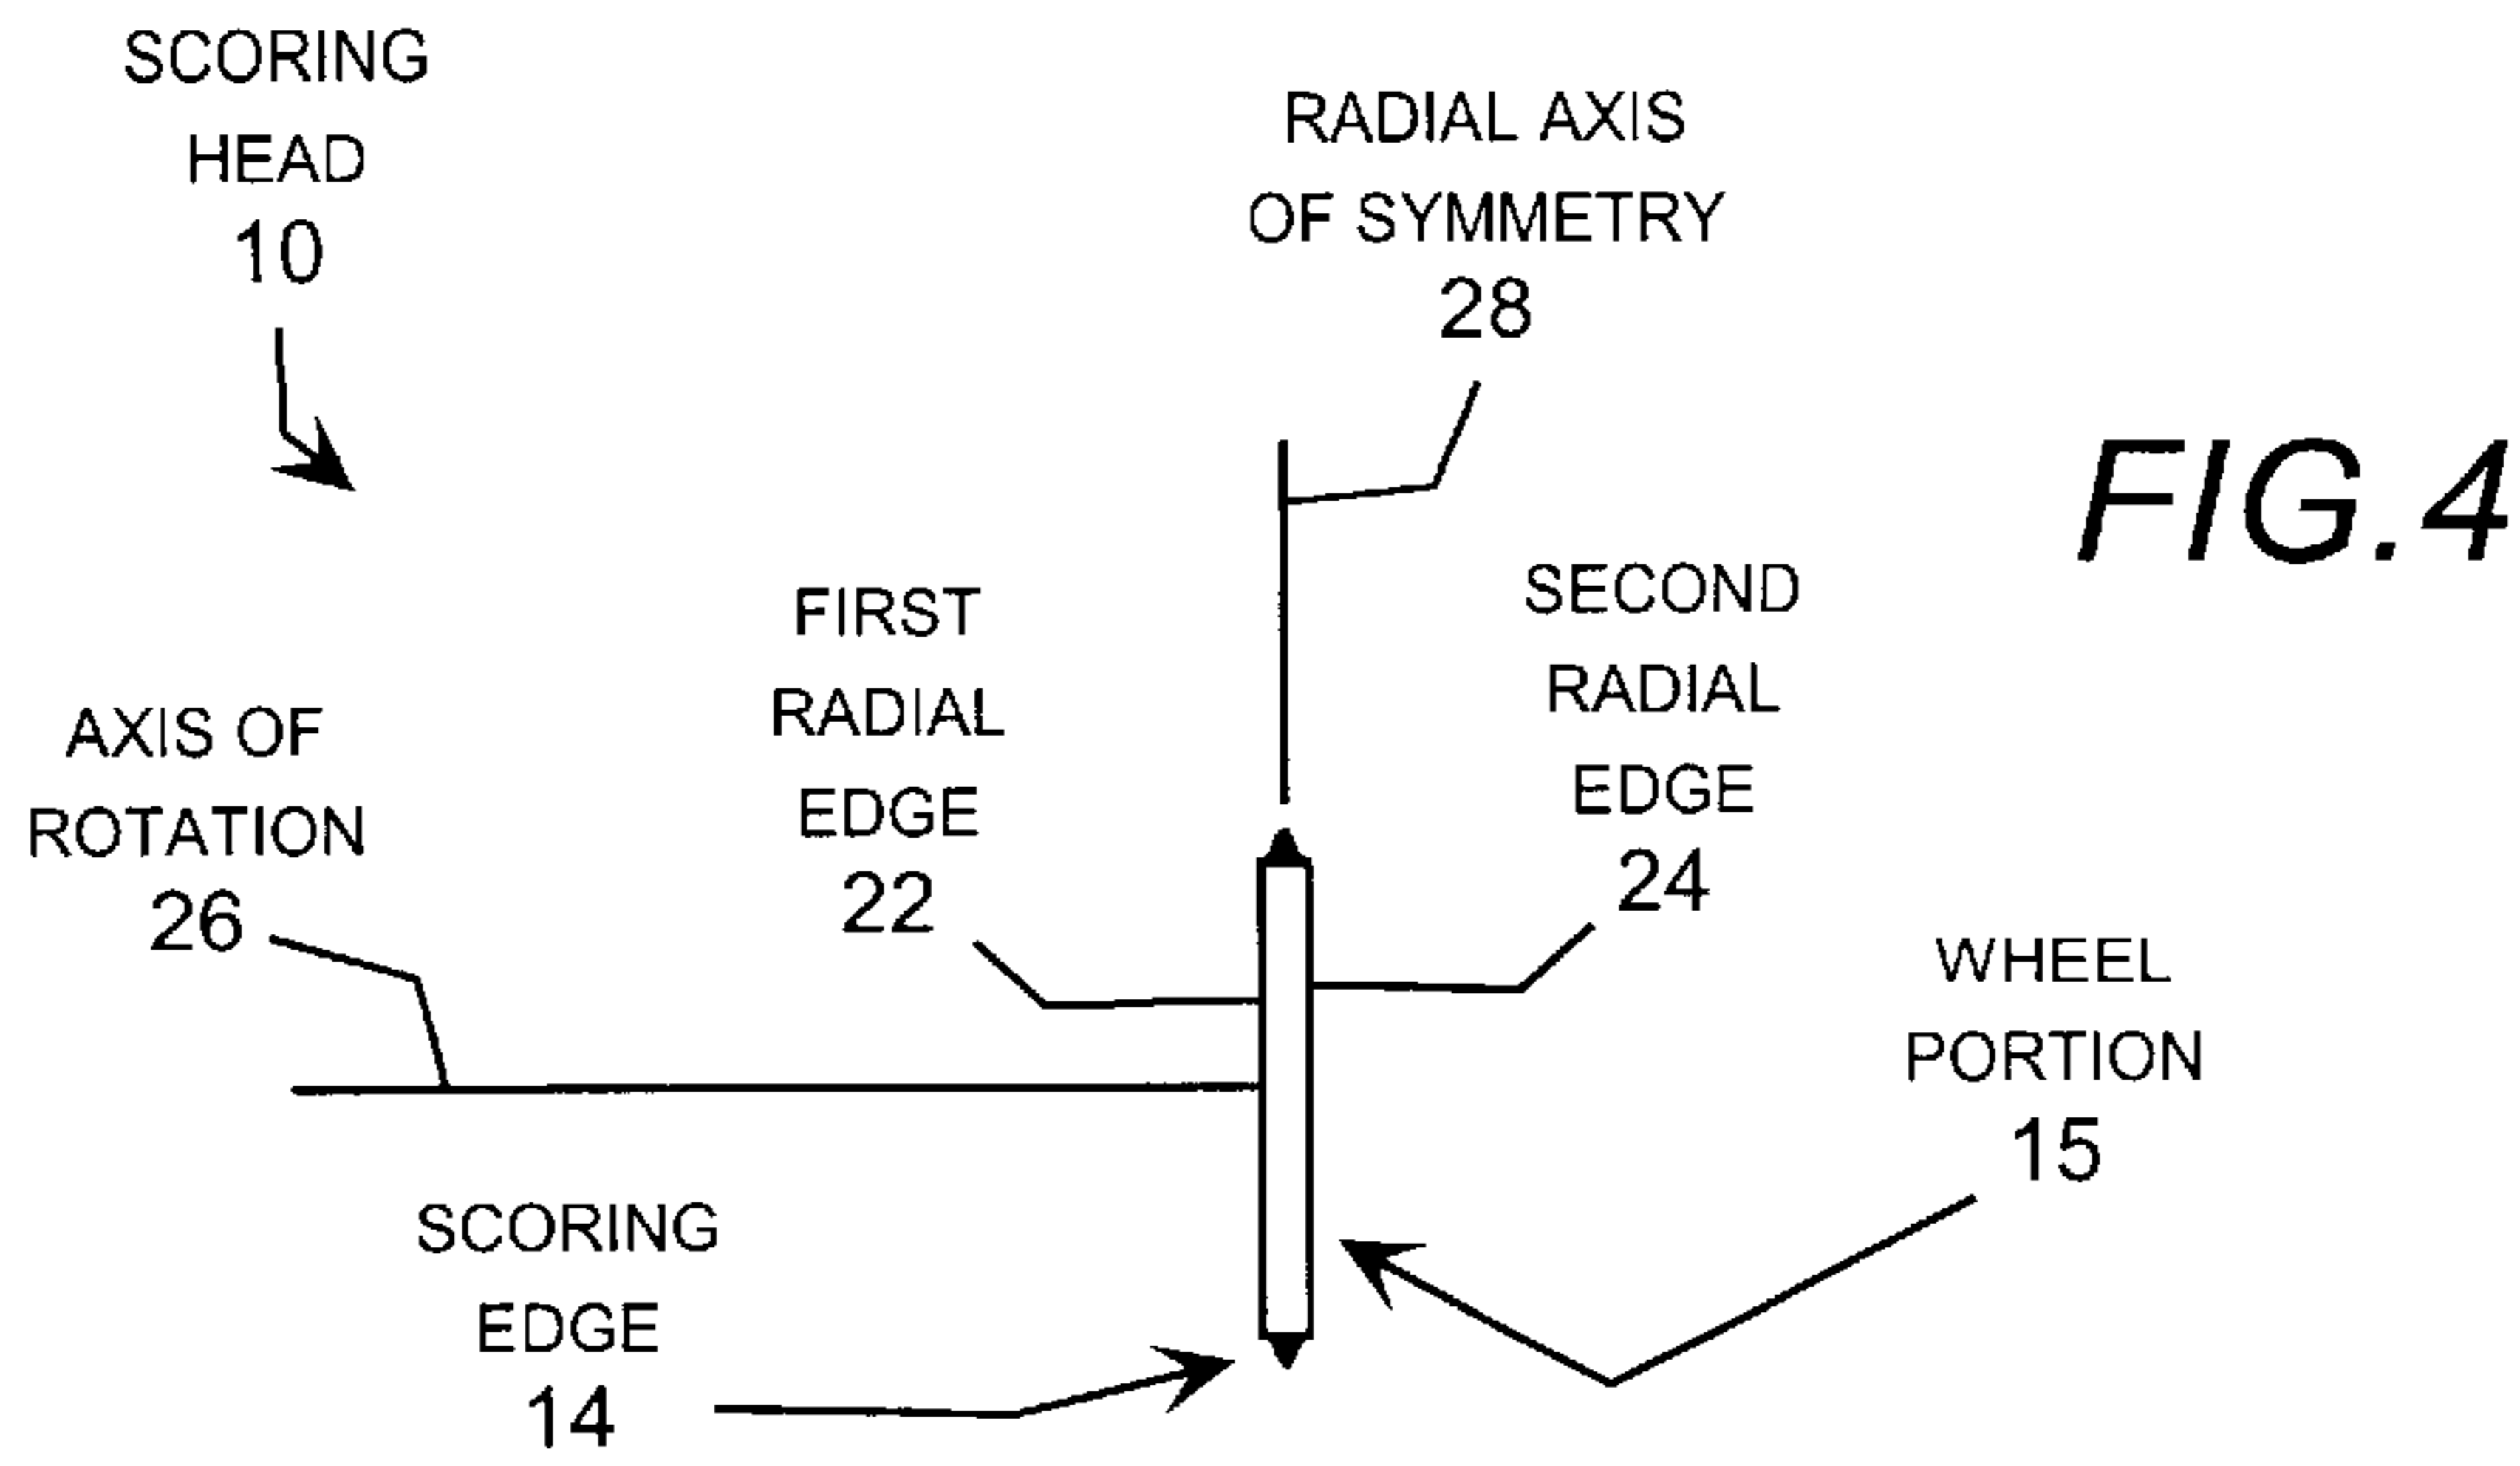 SCORING
HEAD
10
RADIAL AXIS
OF SYMMETRY
28
FIG.4
FIRST
RADIAL
EDGE
22
SECOND
RADIAL
EDGE
24
AXIS OF
ROTATION
26
WHEEL
PORTION
15
SCORING
EDGE
14